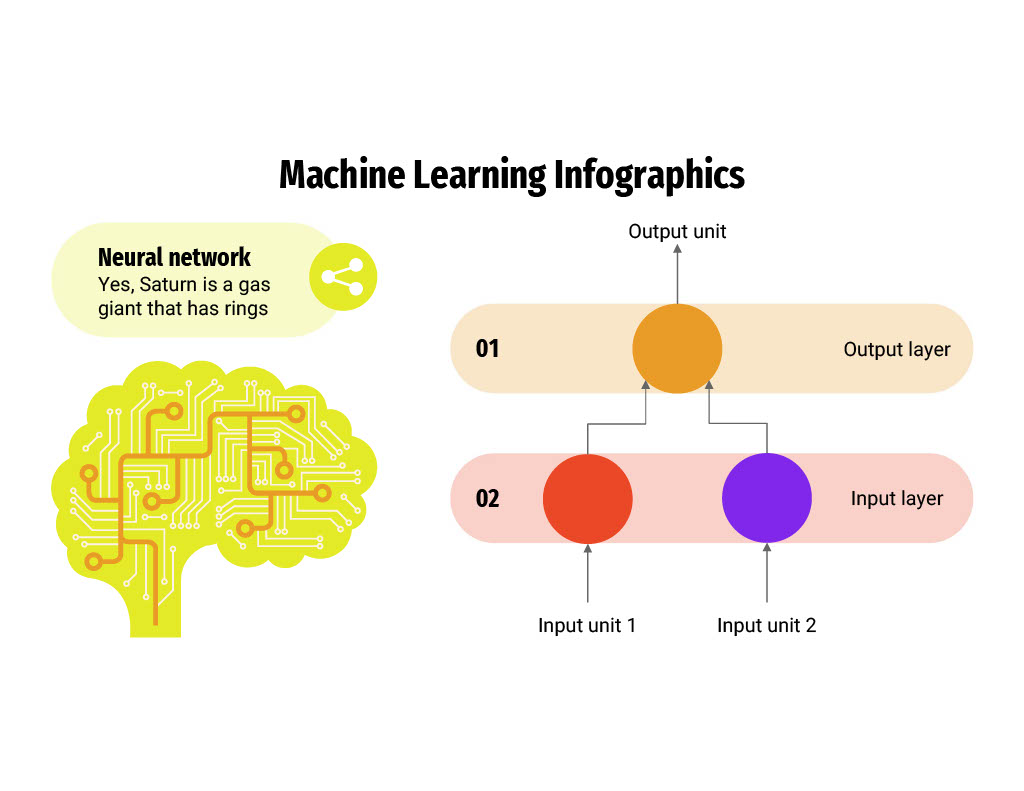 Machine Learning Infographics
Neural network
Yes, Saturn is a gas
giant that has rings
Output unit
01
Output layer
02
Input layer
Input unit 1
Input unit 2